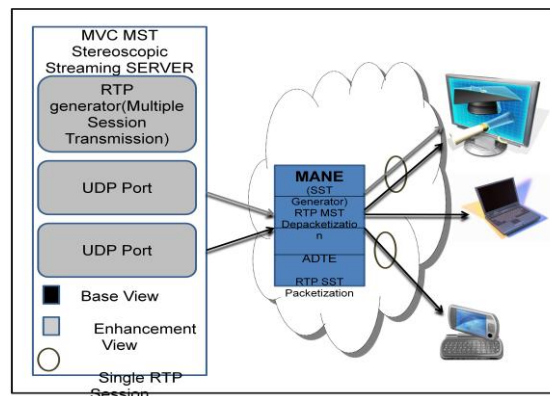 MVC MST
Stereoscopic
Streaming SERVER
RTP
generator(Multiple
Session
Transmission)
UDP Port
UDP Port
Base View
Enhancement
View
Single RTP
Session
MANE
(SST
Generator)
RTP MST
Depacketizatio
n
ADTE
RTP SST
Packetization